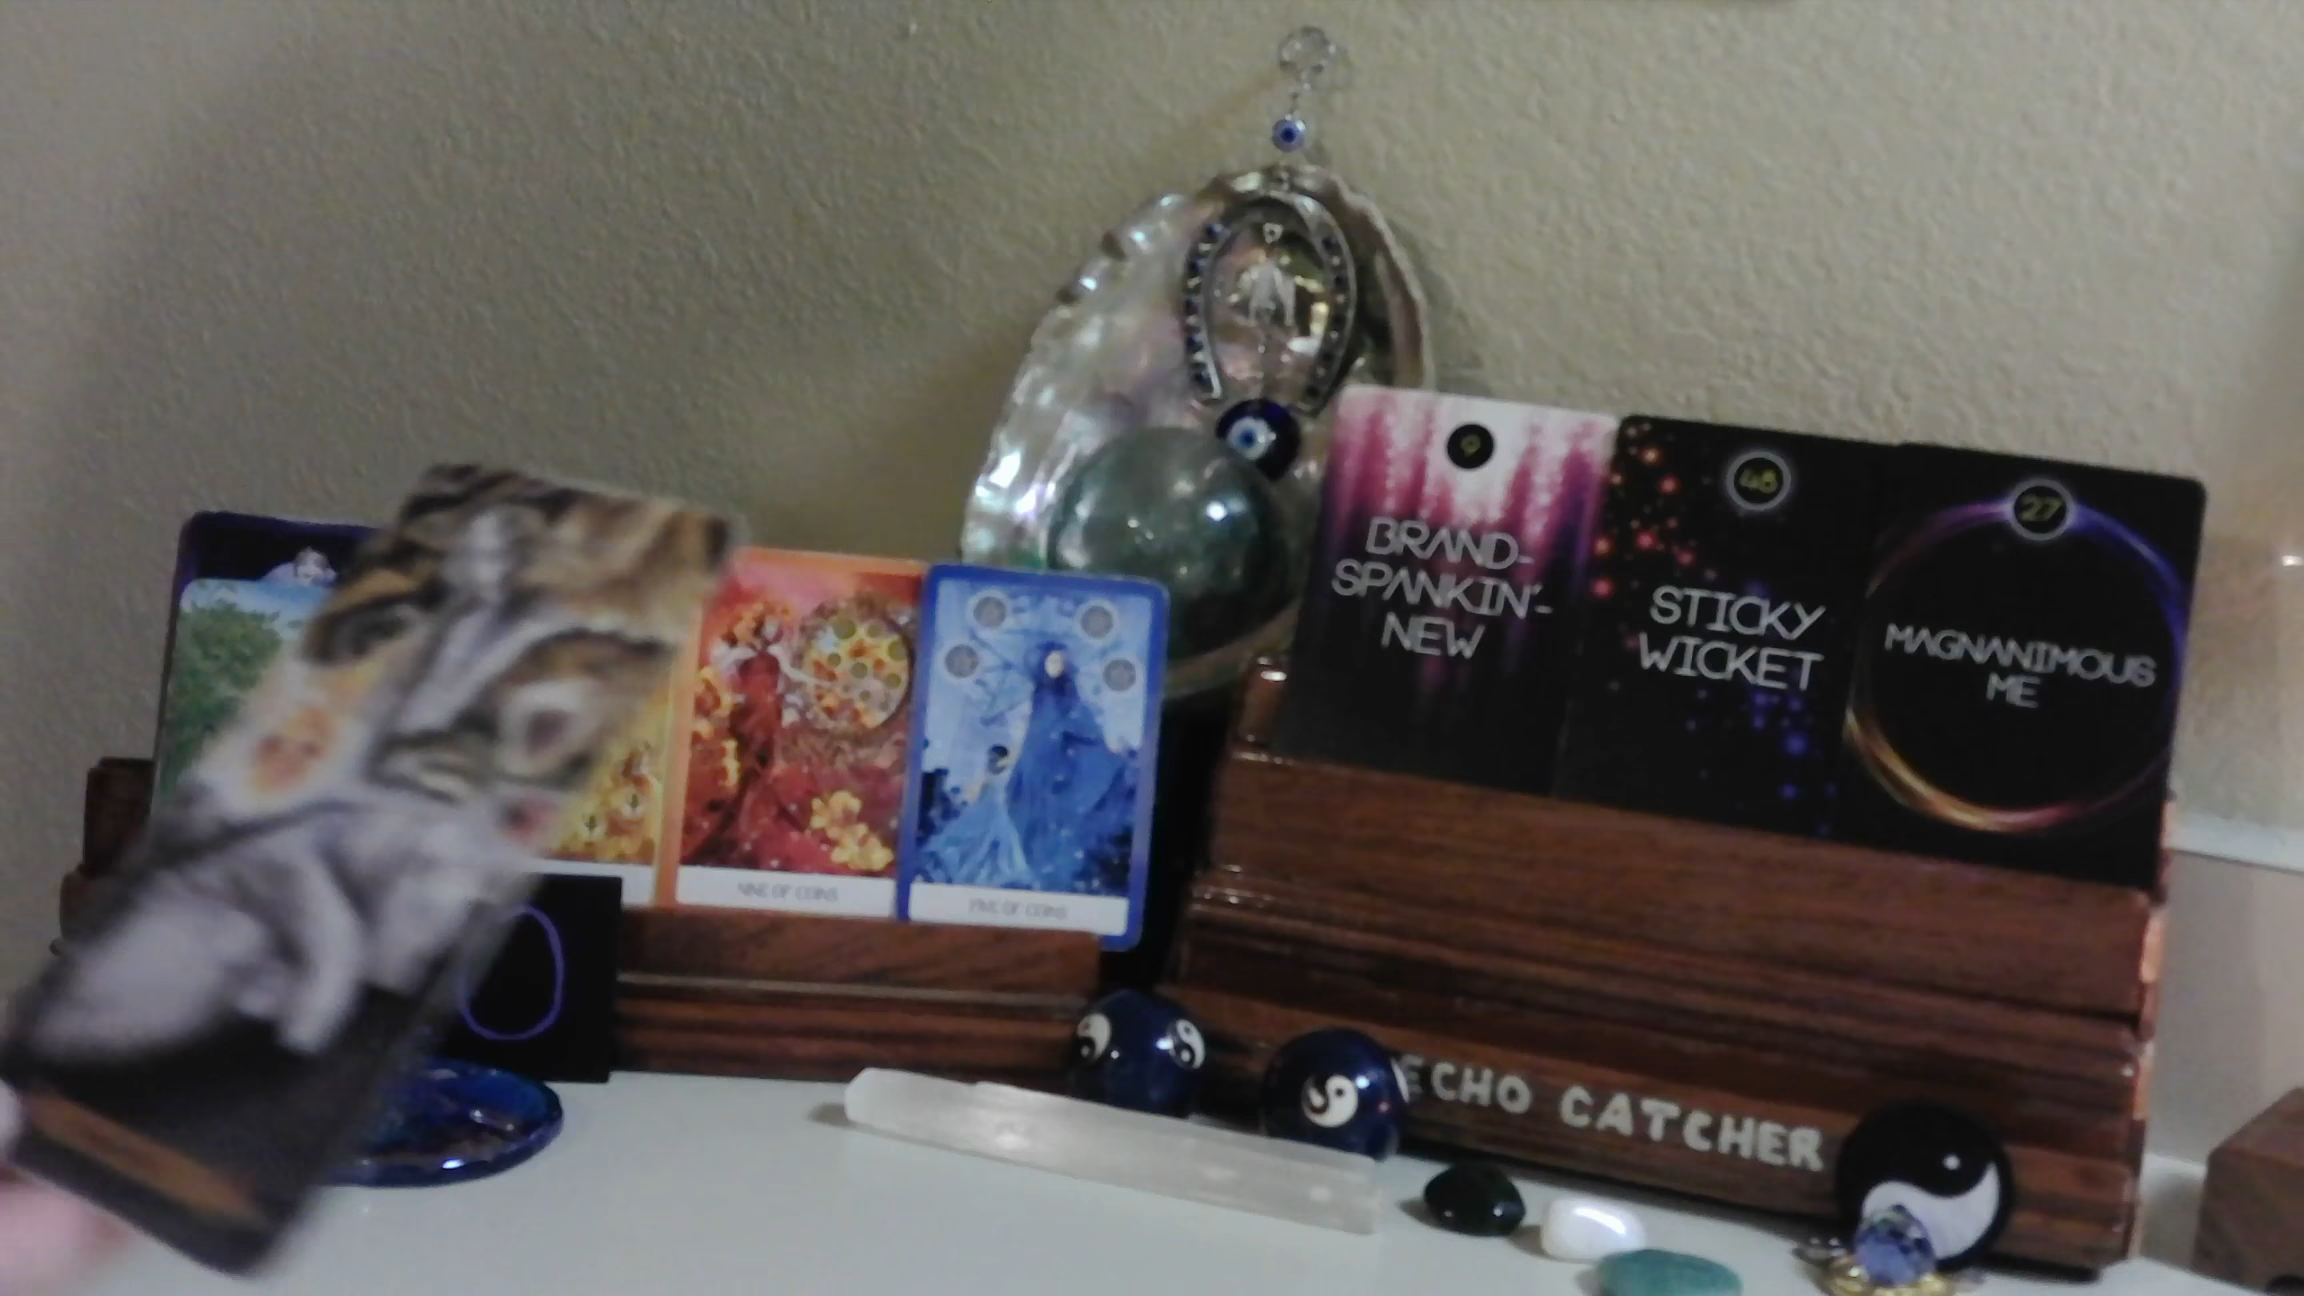 9
BRAND-
SPANKIN'-
NEW
48
STICKY
WICKET
27
MAGNANIMOUS
ME
NINE OF COINS
FIVE OF COINS
ECHO CATCHER